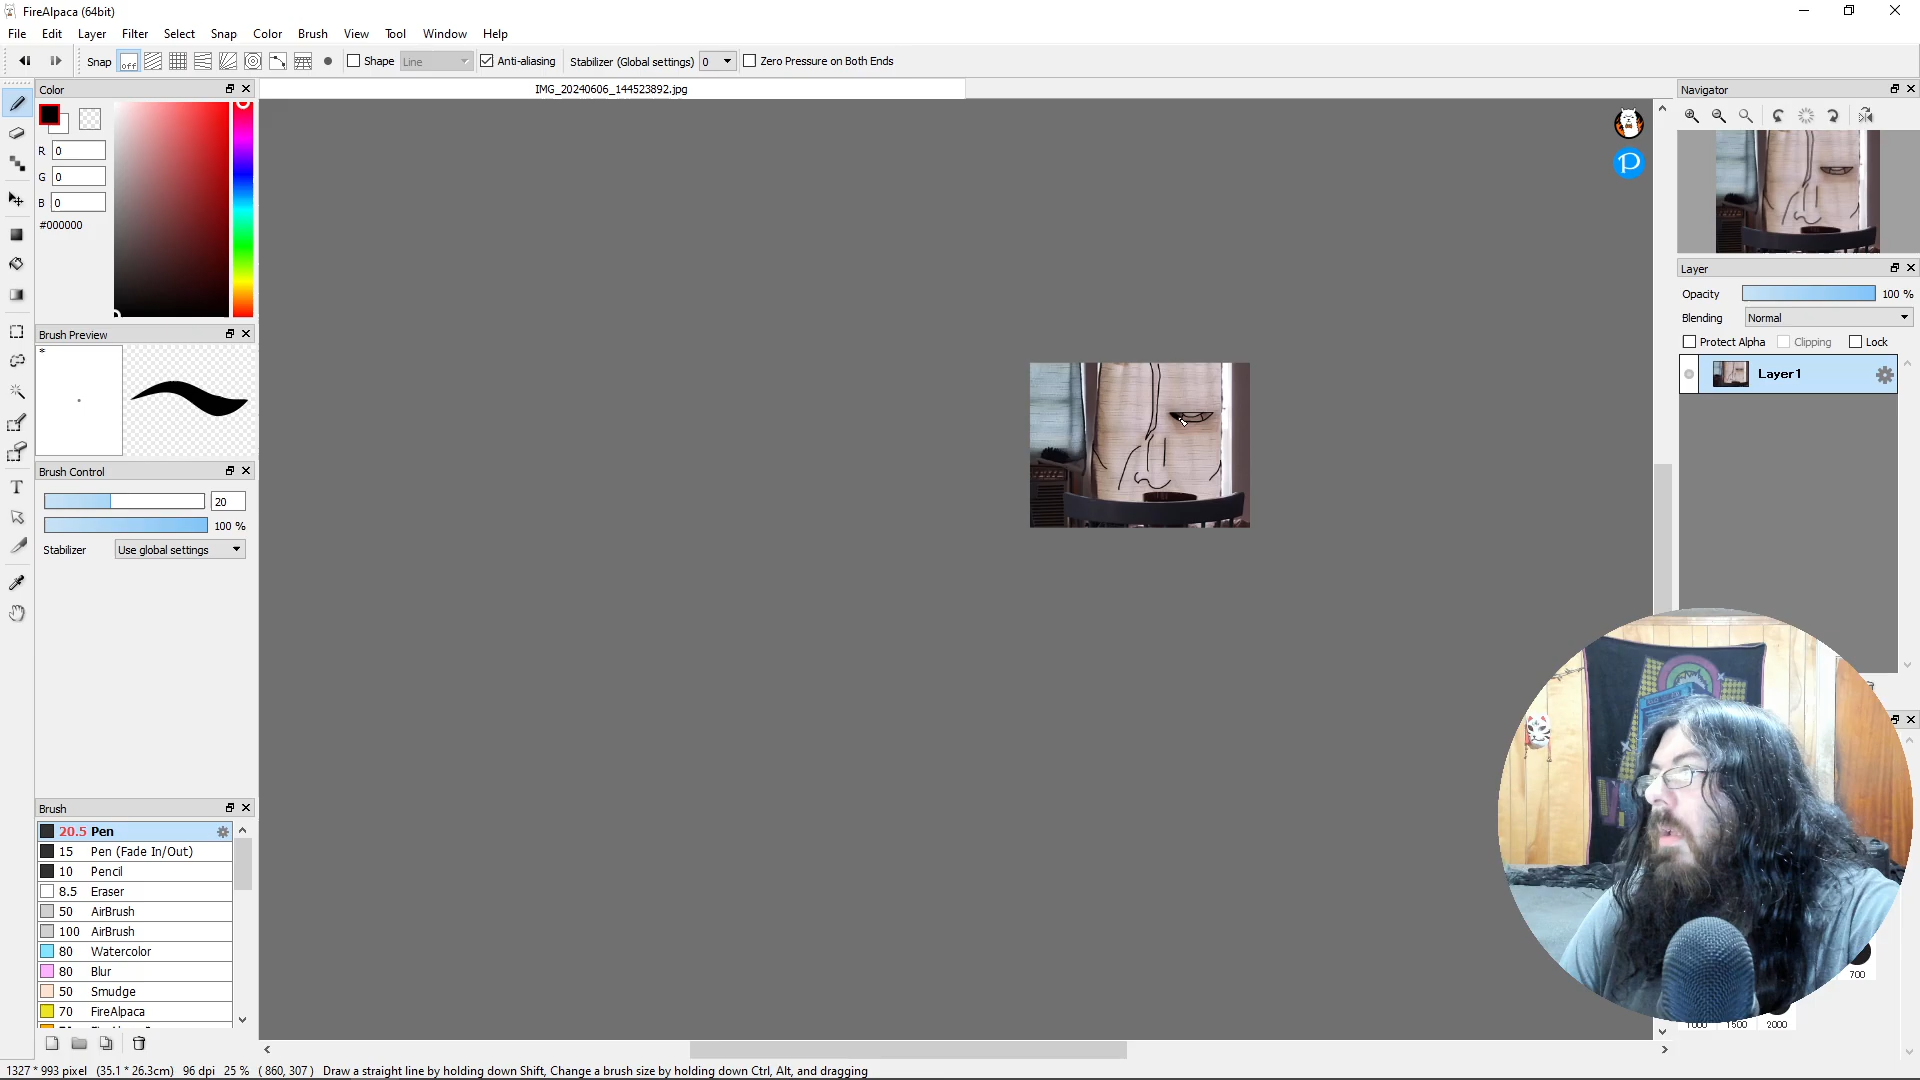 FireAlpaca (64bit)
File Edit Layer Filter Select Snap Color Brush View Tool Window Help
Snap off Shape Line Anti-aliasing Stabilizer (Global settings) 0 Zero Pressure on Both Ends
Color
IMG_20240606_144523892.jpg
Navigator
R 0
G 0
B 0
#000000
Layer
Opacity 100 %
Blending Normal
Protect Alpha Clipping Lock
Layer1
Brush Preview
*
Brush Control
20
100 %
Stabilizer Use global settings
Brush
20.5 Pen
15 Pen (Fade In/Out)
10 Pencil
8.5 Eraser
50 AirBrush
100 AirBrush
80 Watercolor
80 Blur
50 Smudge
70 FireAlpaca
700
1000 1500 2000
1327 * 993 pixel (35.1 * 26.3cm) 96 dpi 25 % ( 860, 307 ) Draw a straight line by holding down Shift, Change a brush size by holding down Ctrl, Alt, and dragging